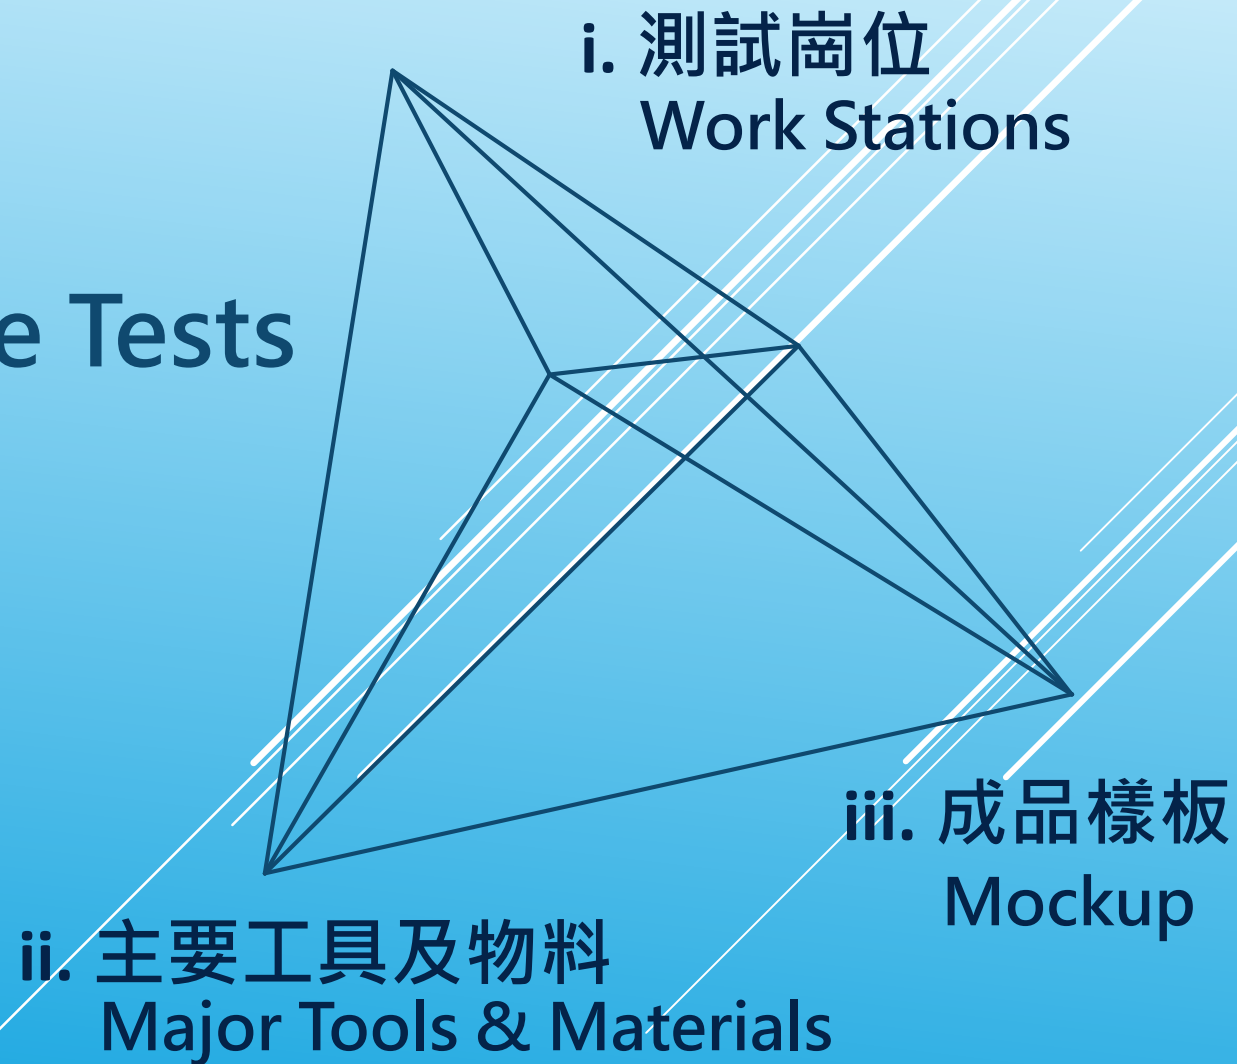 i. 測試崗位
Work Stations
e Tests
iii. 成品樣板
Mockup
ii. 主要工具及物料
Major Tools & Materials